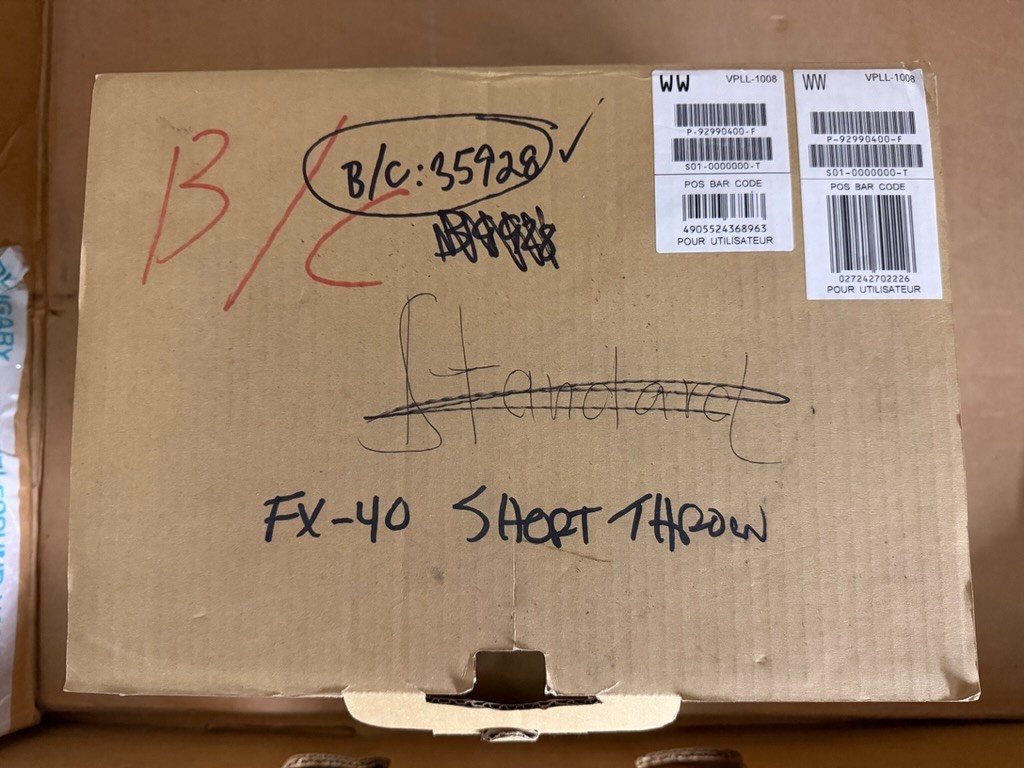 B/C
B/C: 35928
Standard
FX-40 SHORT THROW
WW VPLL-1008
P-92990400-F
S01-0000000-T
POS BAR CODE
4905524368963
POUR UTILISATEUR
WW VPLL-1008
P-92990400-F
S01-0000000-T
POS BAR CODE
027242702226
POUR UTILISATEUR